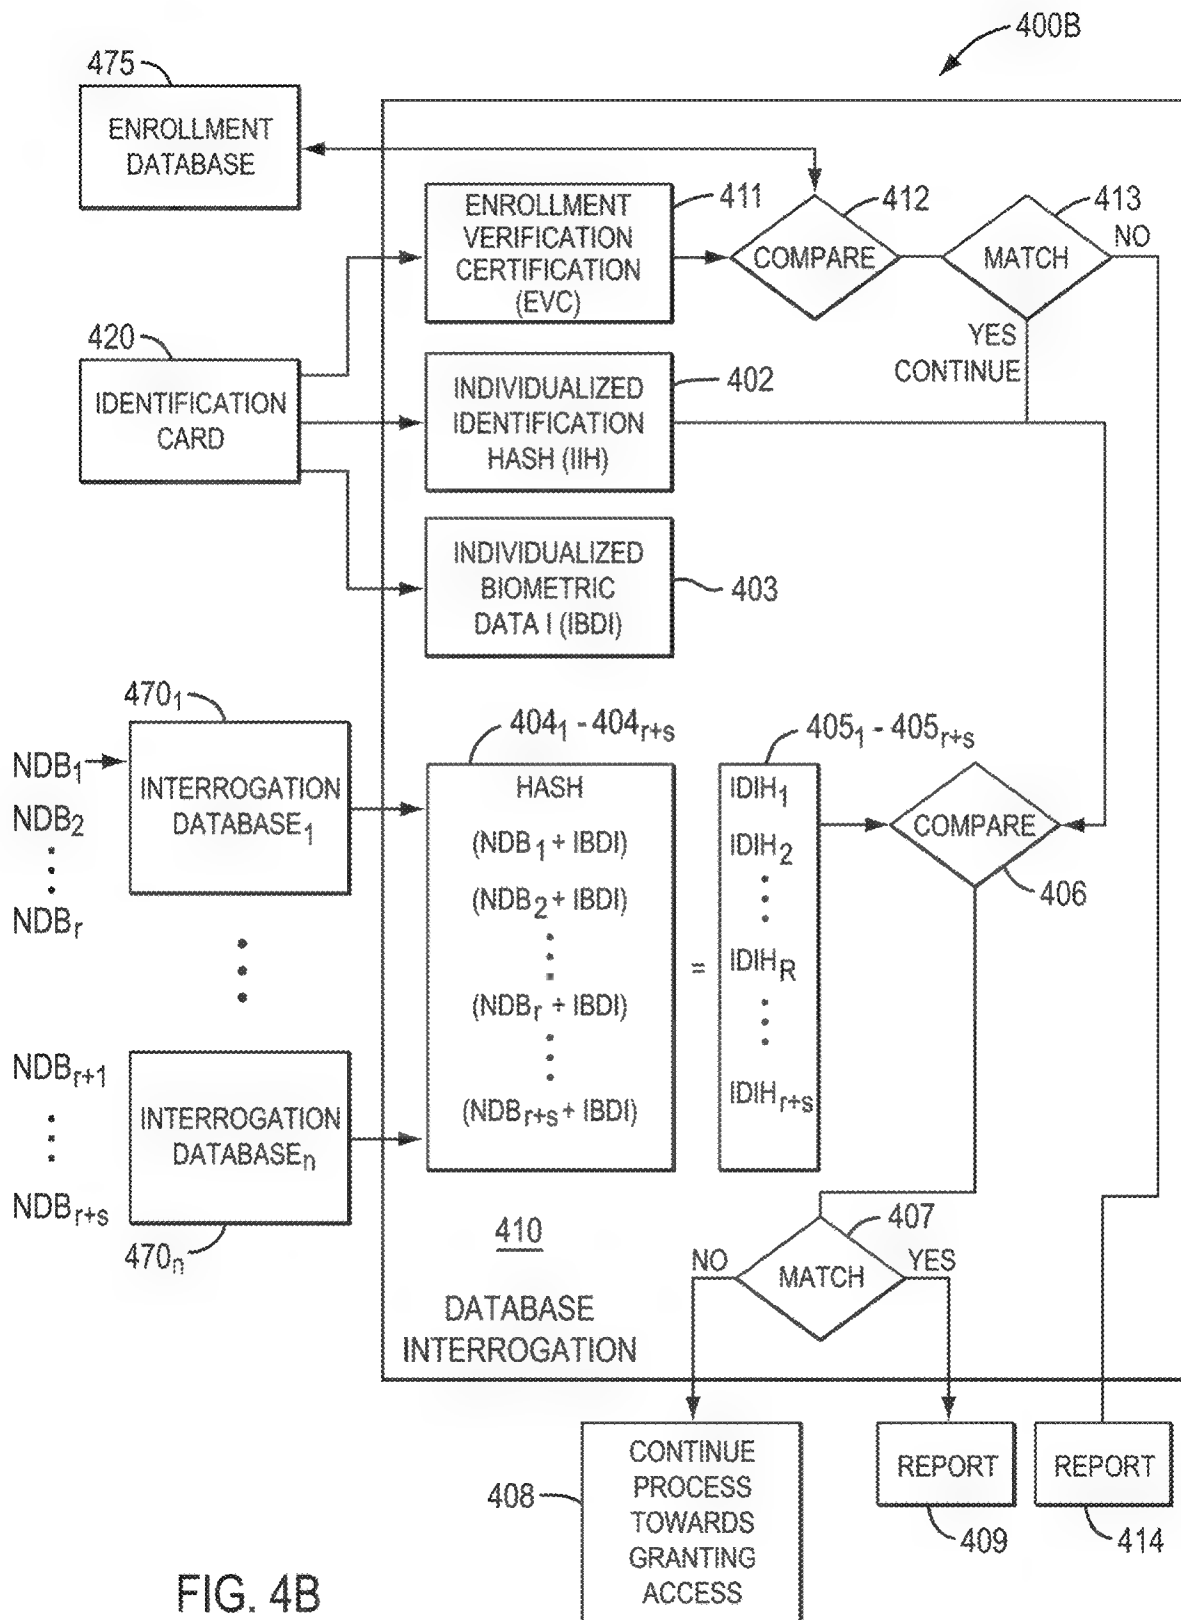 400B
475
ENROLLMENT
DATABASE
ENROLLMENT
VERIFICATION
CERTIFICATION
(EVC)
411
COMPARE
412
MATCH
413
NO
YES
CONTINUE
420
IDENTIFICATION
CARD
INDIVIDUALIZED
IDENTIFICATION
HASH (IIH)
402
INDIVIDUALIZED
BIOMETRIC
DATA I (IBDI)
403
470₁
NDB₁
NDB₂
NDBᵣ
INTERROGATION
DATABASE₁
404₁ - 404ᵣ₊ₛ
HASH
(NDB₁ + IBDI)
(NDB₂ + IBDI)
(NDBᵣ + IBDI)
(NDBᵣ₊ₛ + IBDI)
=
405₁ - 405ᵣ₊ₛ
IDIH₁
IDIH₂
IDIH_R
IDIHᵣ₊ₛ
COMPARE
406
NDBᵣ₊₁
NDBᵣ₊ₛ
INTERROGATION
DATABASEₙ
470ₙ
410
DATABASE
INTERROGATION
407
NO
MATCH
YES
408
CONTINUE
PROCESS
TOWARDS
GRANTING
ACCESS
REPORT
409
REPORT
414
FIG. 4B